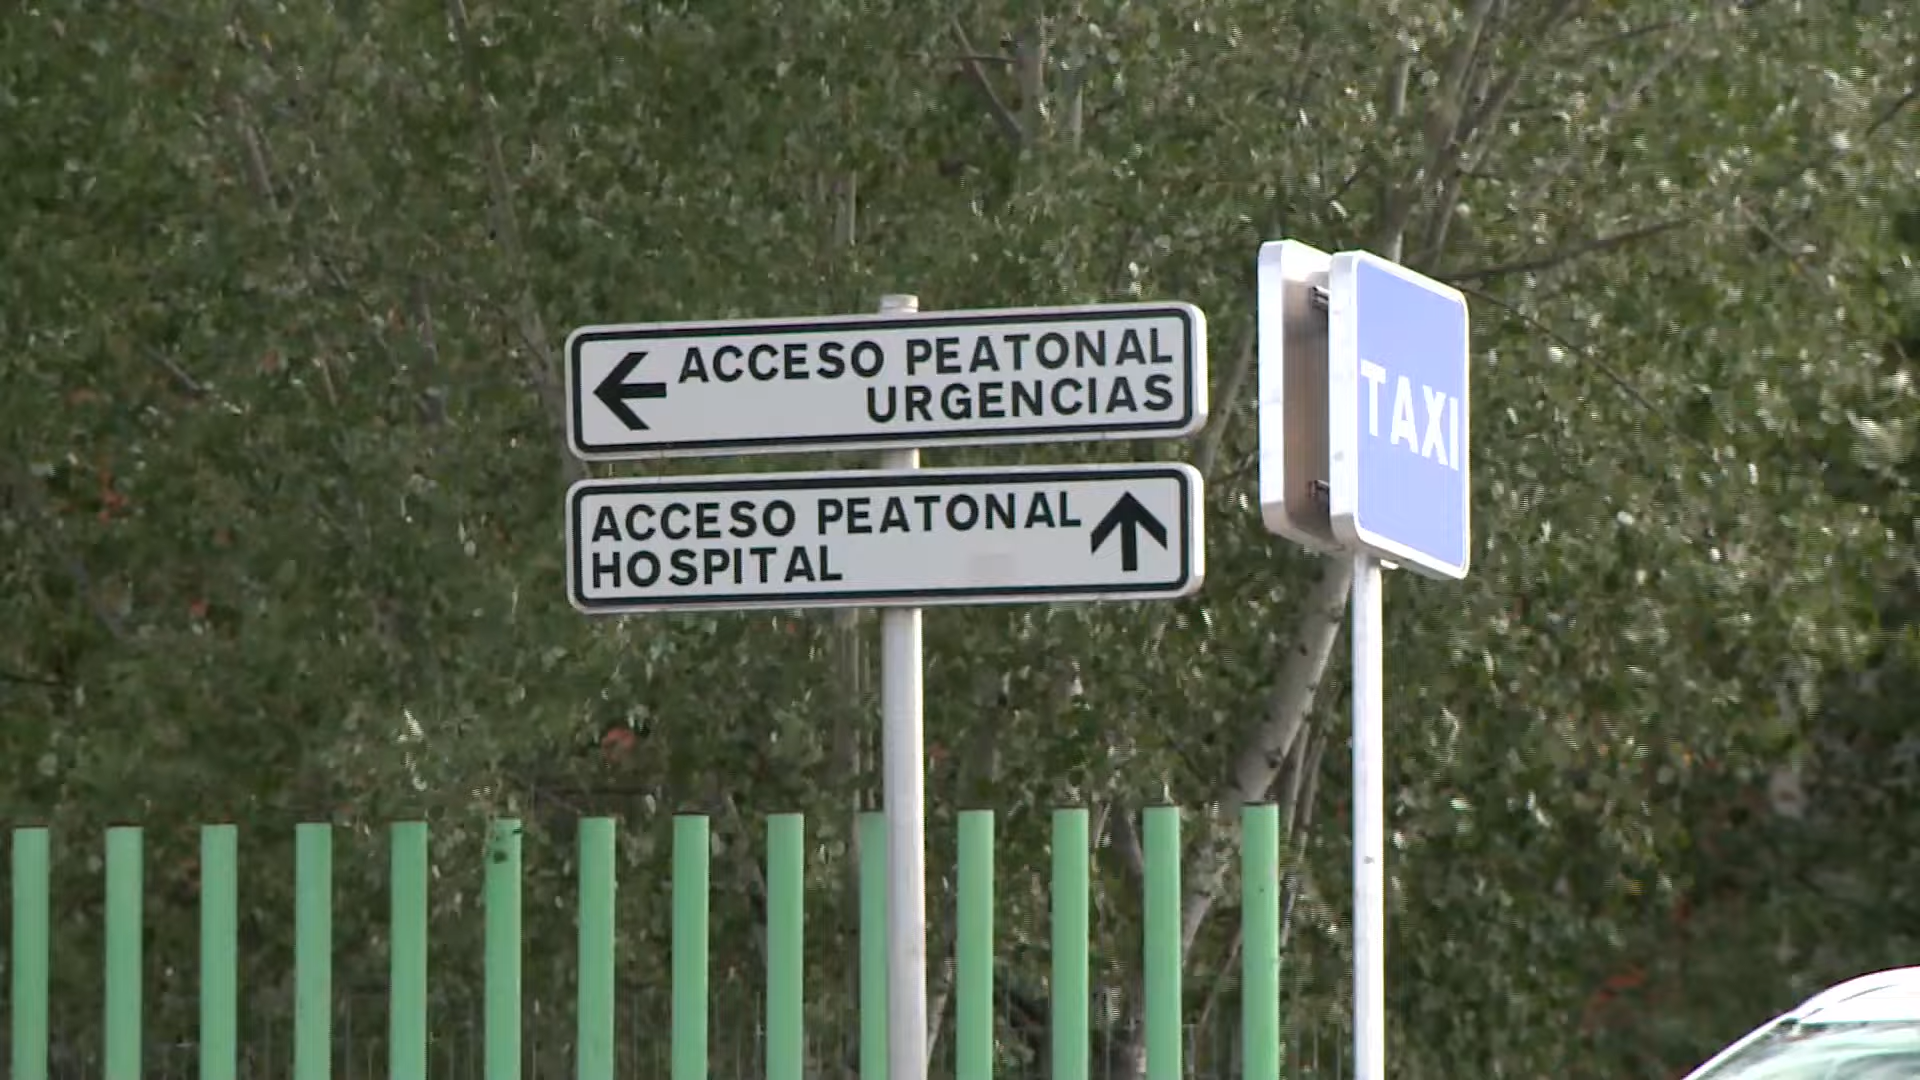 ACCESO PEATONAL
URGENCIAS
ACCESO PEATONAL
HOSPITAL
TAXI